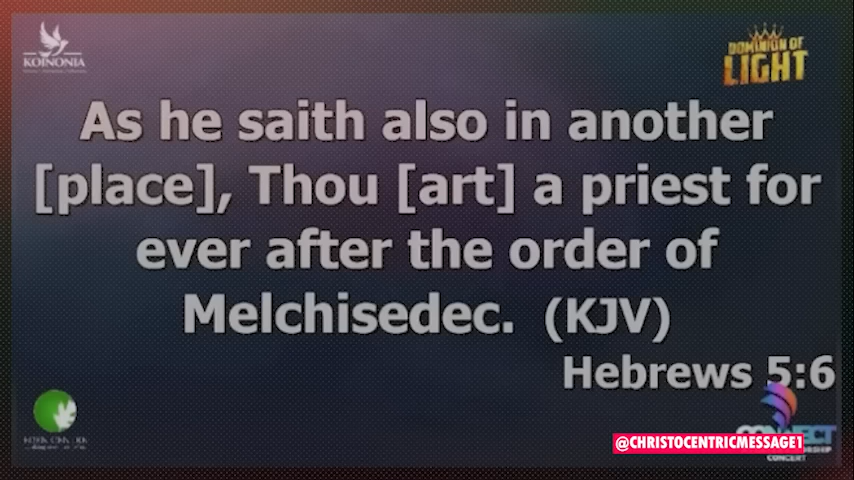 KOINONIA
DOMINION OF
LIGHT
As he saith also in another
[place], Thou [art] a priest for
ever after the order of
Melchisedec. (KJV)
Hebrews 5:6
@CHRISTOCENTRICMESSAGE1
CONCERT